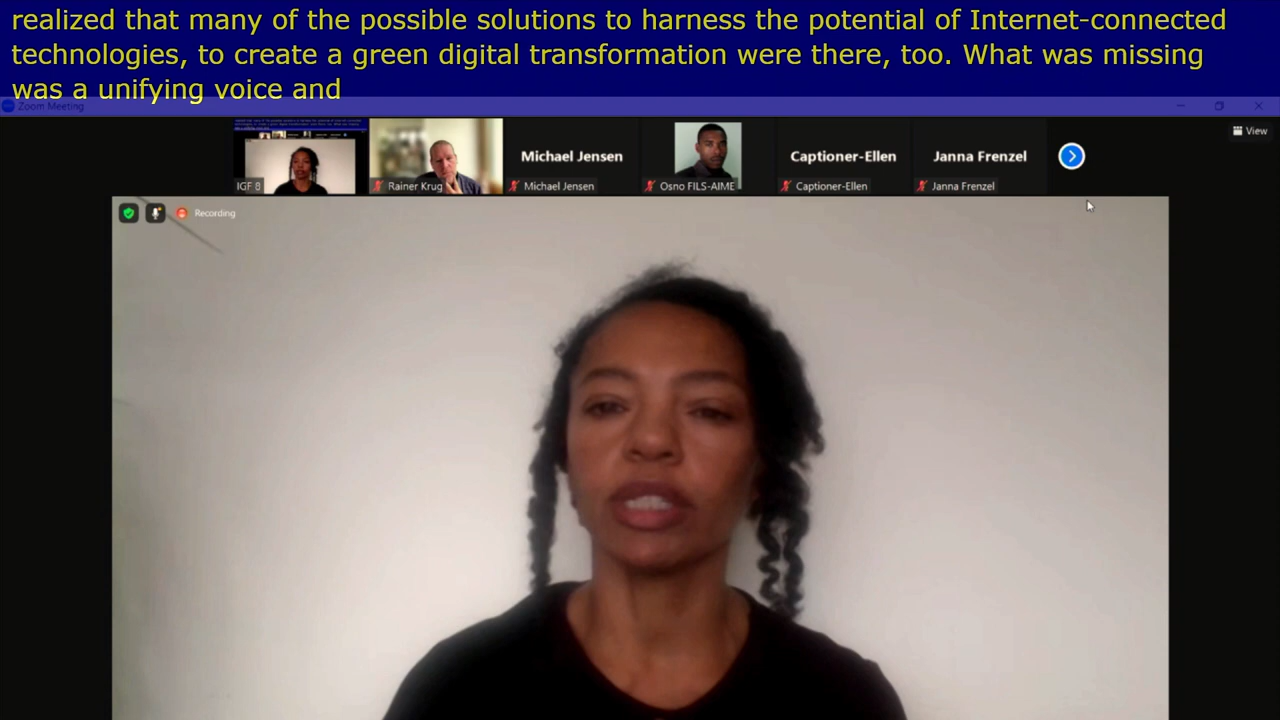 realized that many of the possible solutions to harness the potential of Internet-connected
technologies, to create a green digital transformation were there, too. What was missing
was a unifying voice and
Zoom Meeting
View
Michael Jensen
Captioner-Ellen
Janna Frenzel
IGF 8
Rainer Krug
Michael Jensen
Osno FILS-AIME
Captioner-Ellen
Janna Frenzel
Recording